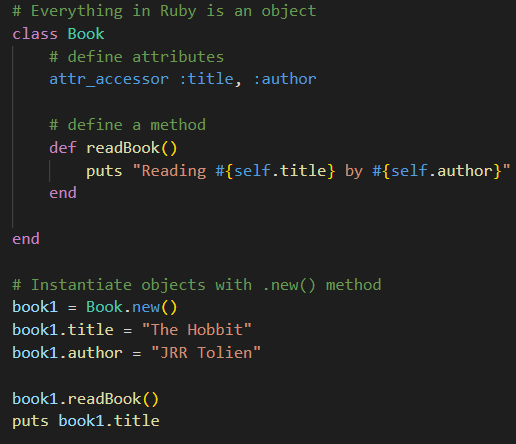 # Everything in Ruby is an object
class Book
    # define attributes
    attr_accessor :title, :author

    # define a method
    def readBook()
        puts "Reading #{self.title} by #{self.author}"
    end

end

# Instantiate objects with .new() method
book1 = Book.new()
book1.title = "The Hobbit"
book1.author = "JRR Tolien"

book1.readBook()
puts book1.title